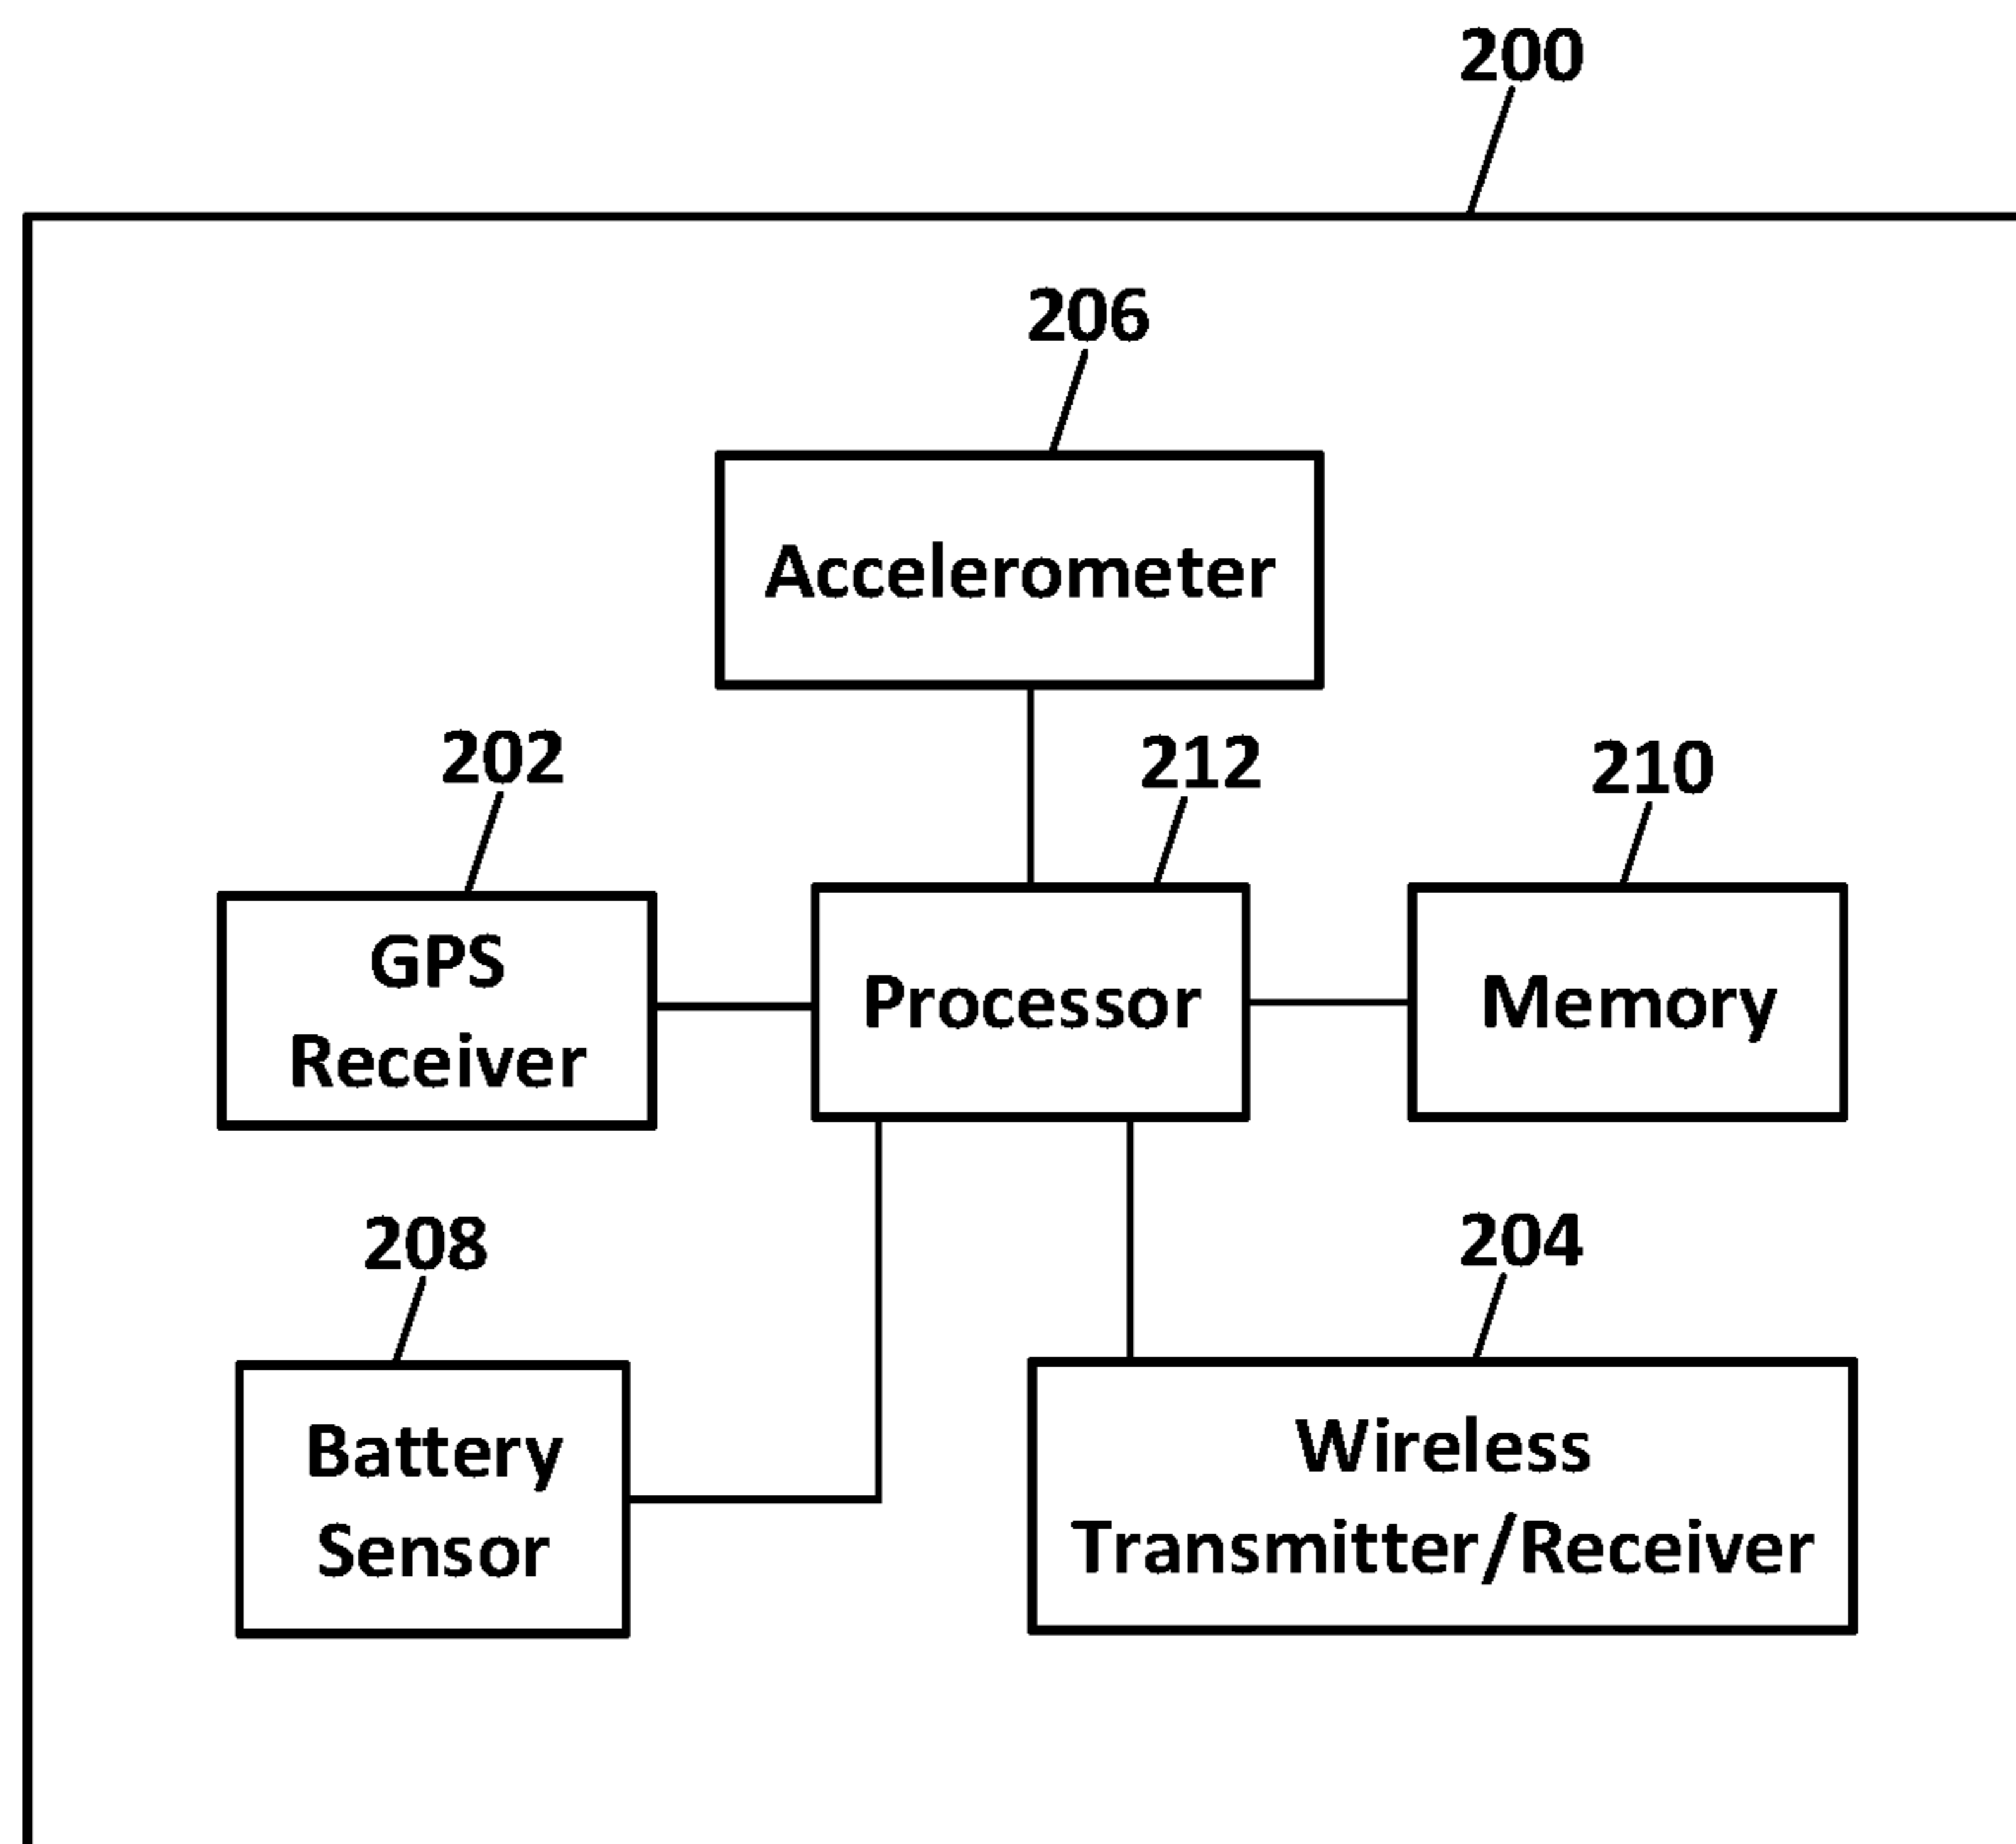 200
206
Accelerometer
202
212
210
GPS
Receiver
Processor
Memory
208
204
Battery
Sensor
Wireless
Transmitter/Receiver